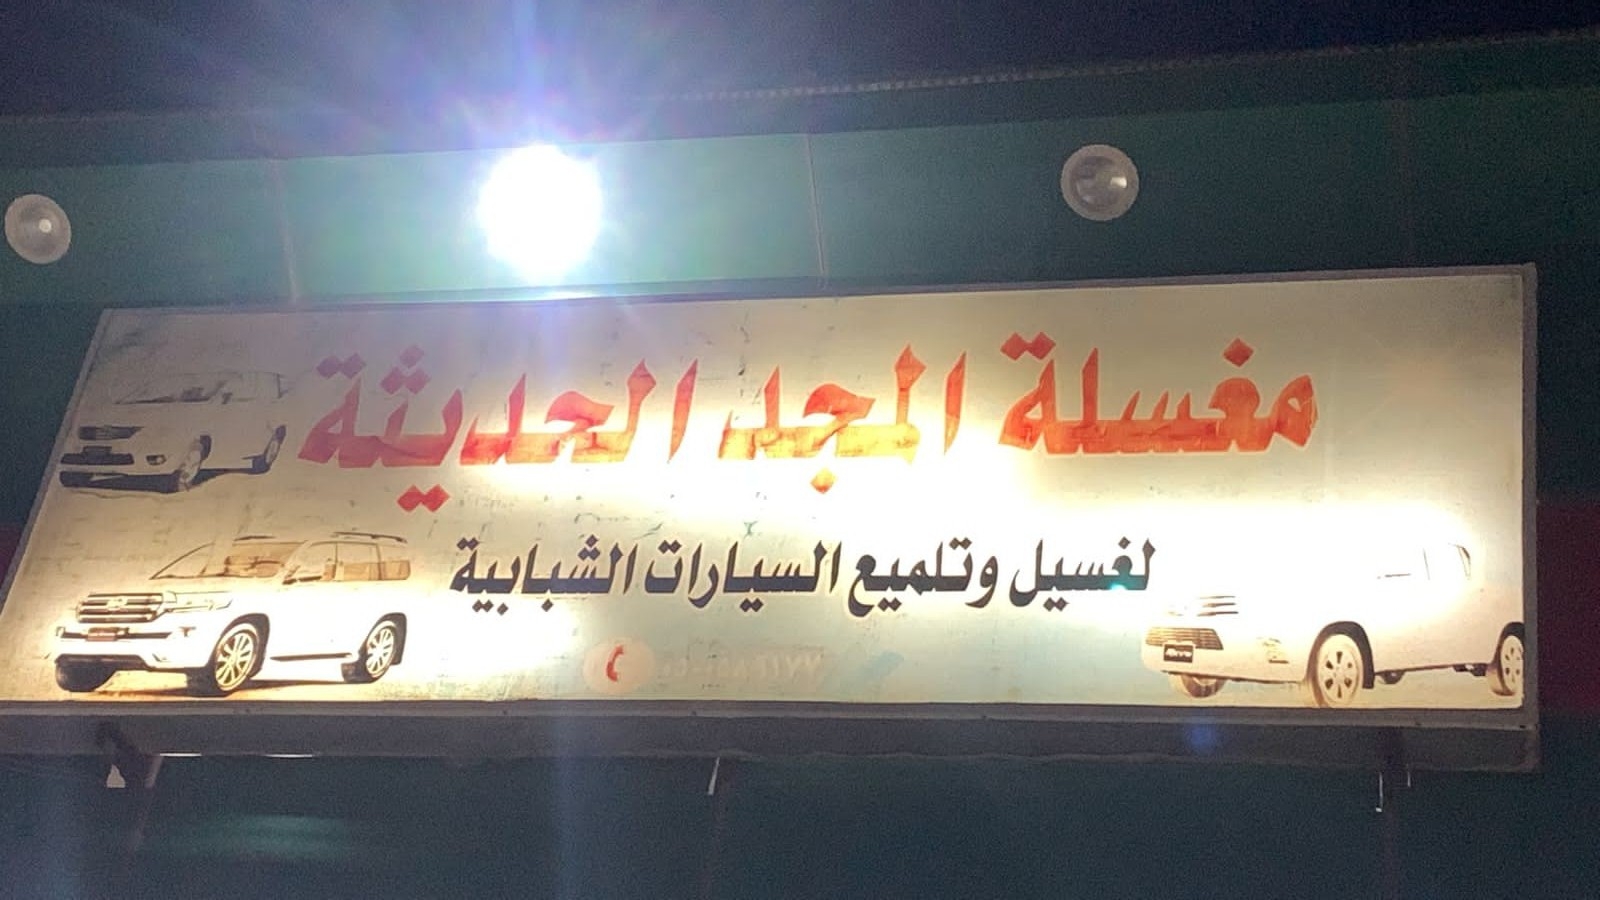 مغسلة المجد الحديثة
لغسيل وتلميع السيارات الشبابية